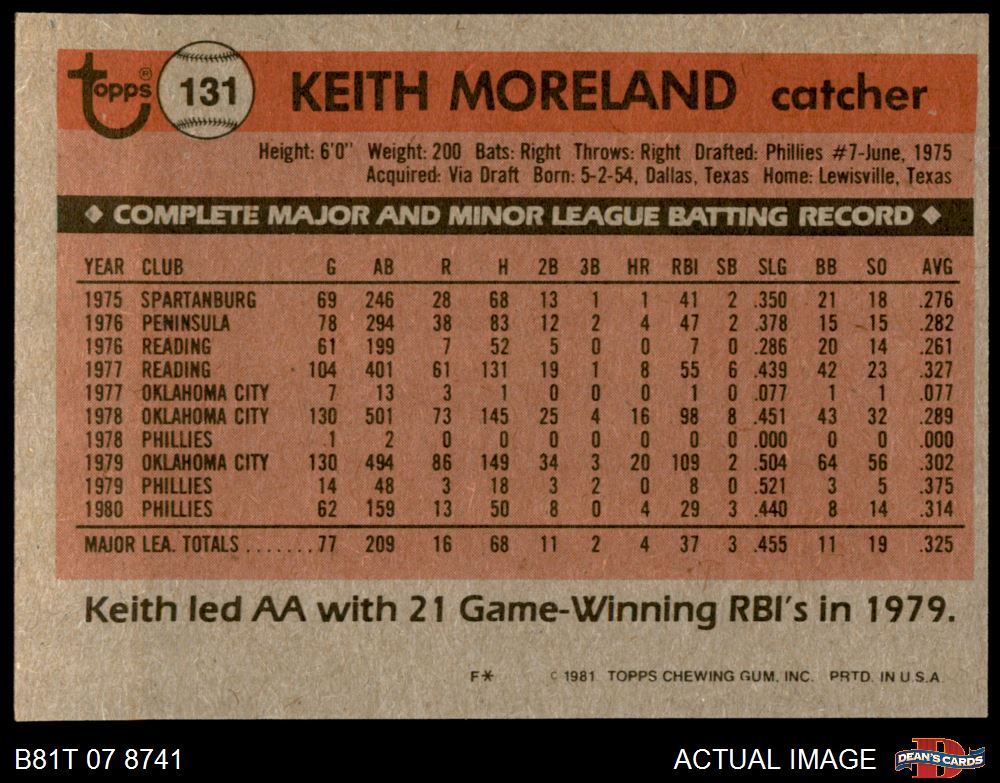 topps® 131 KEITH MORELAND catcher
Height: 6'0" Weight: 200 Bats: Right Throws: Right Drafted: Phillies #7-June, 1975
Acquired: Via Draft Born: 5-2-54, Dallas, Texas Home: Lewisville, Texas
◆ COMPLETE MAJOR AND MINOR LEAGUE BATTING RECORD ◆
YEAR CLUB G AB R H 2B 3B HR RBI SB SLG BB SO AVG
1975 SPARTANBURG 69 246 28 68 13 1 1 41 2 .350 21 18 .276
1976 PENINSULA 78 294 38 83 12 2 4 47 2 .378 15 15 .282
1976 READING 61 199 7 52 5 0 0 7 0 .286 20 14 .261
1977 READING 104 401 61 131 19 1 8 55 6 .439 42 23 .327
1977 OKLAHOMA CITY 7 13 3 1 0 0 0 1 0 .077 1 1 .077
1978 OKLAHOMA CITY 130 501 73 145 25 4 16 98 8 .451 43 32 .289
1978 PHILLIES 1 2 0 0 0 0 0 0 0 .000 0 0 .000
1979 OKLAHOMA CITY 130 494 86 149 34 3 20 109 2 .504 64 56 .302
1979 PHILLIES 14 48 3 18 3 2 0 8 0 .521 3 5 .375
1980 PHILLIES 62 159 13 50 8 0 4 29 3 .440 8 14 .314
MAJOR LEA. TOTALS .......77 209 16 68 11 2 4 37 3 .455 11 19 .325
Keith led AA with 21 Game-Winning RBI's in 1979.
F* © 1981 TOPPS CHEWING GUM, INC. PRTD. IN U.S.A.
B81T 07 8741 ACTUAL IMAGE D DEAN'S CARDS